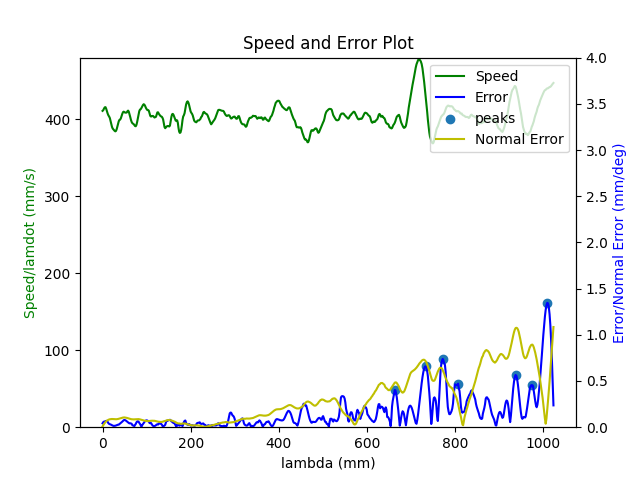 Speed and Error Plot
Speed
Error
peaks
Normal Error
Speed/lamdot (mm/s)
400
300
200
100
0
4.0
3.5
3.0
2.5
2.0
1.5
1.0
0.5
0.0
Error/Normal Error (mm/deg)
0 200 400 600 800 1000
lambda (mm)